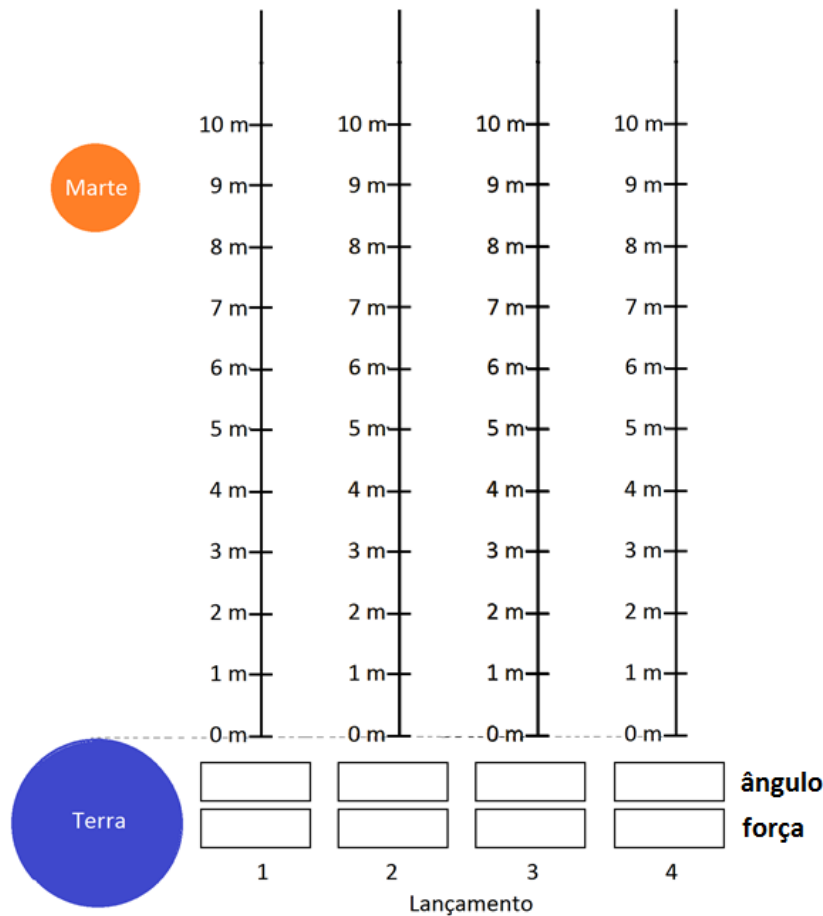 10 m 10 m 10 m 10 m
Marte
9 m 9 m 9 m 9 m
8 m 8 m 8 m 8 m
7 m 7 m 7 m 7 m
6 m 6 m 6 m 6 m
5 m 5 m 5 m 5 m
4 m 4 m 4 m 4 m
3 m 3 m 3 m 3 m
2 m 2 m 2 m 2 m
1 m 1 m 1 m 1 m
0 m 0 m 0 m 0 m
ângulo
Terra
força
1 2 3 4
Lançamento